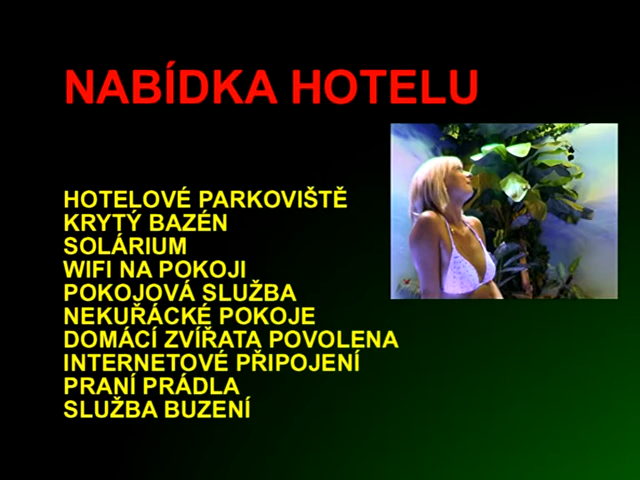 NABÍDKA HOTELU
HOTELOVÉ PARKOVIŠTĚ
KRYTÝ BAZÉN
SOLÁRIUM
WIFI NA POKOJI
POKOJOVÁ SLUŽBA
NEKUŘÁCKÉ POKOJE
DOMÁCÍ ZVÍŘATA POVOLENA
INTERNETOVÉ PŘIPOJENÍ
PRANÍ PRÁDLA
SLUŽBA BUZENÍ